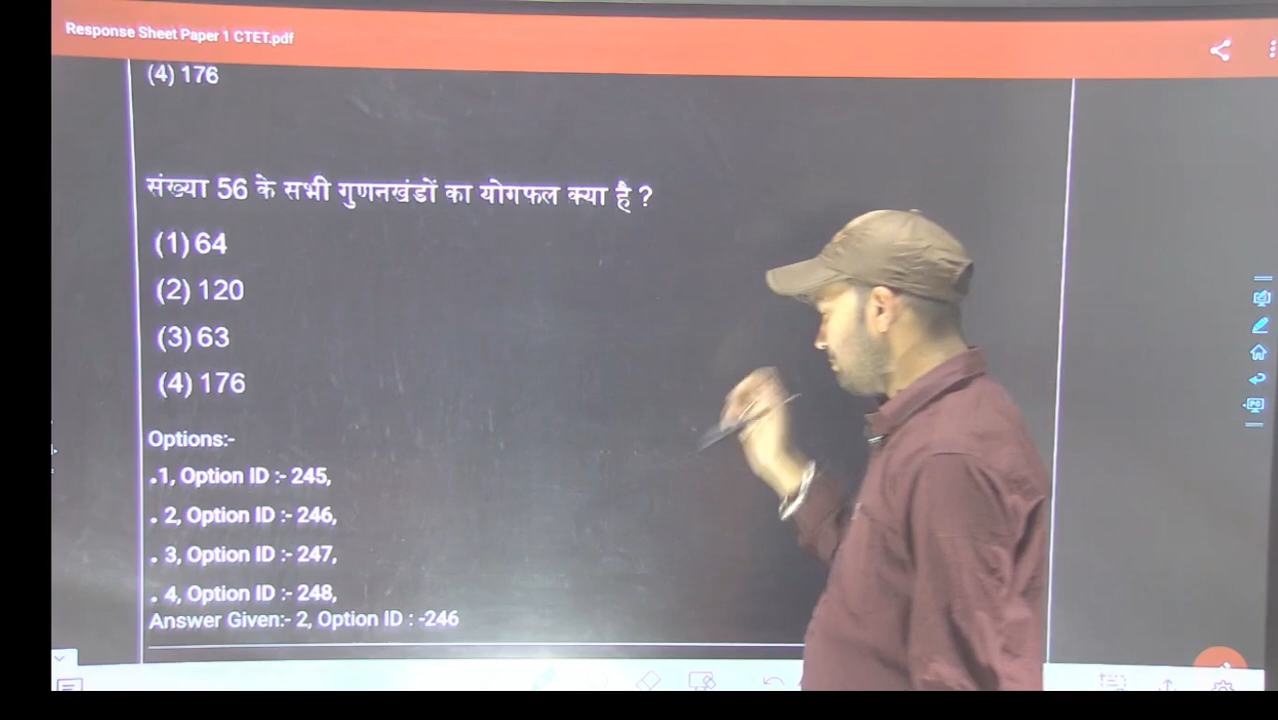 Response Sheet Paper 1 CTET.pdf
(4) 176
संख्या 56 के सभी गुणनखंडों का योगफल क्या है ?
(1) 64
(2) 120
(3) 63
(4) 176
Options:-
.1, Option ID :- 245,
. 2, Option ID :- 246,
. 3, Option ID :- 247,
. 4, Option ID :- 248,
Answer Given:- 2, Option ID : -246